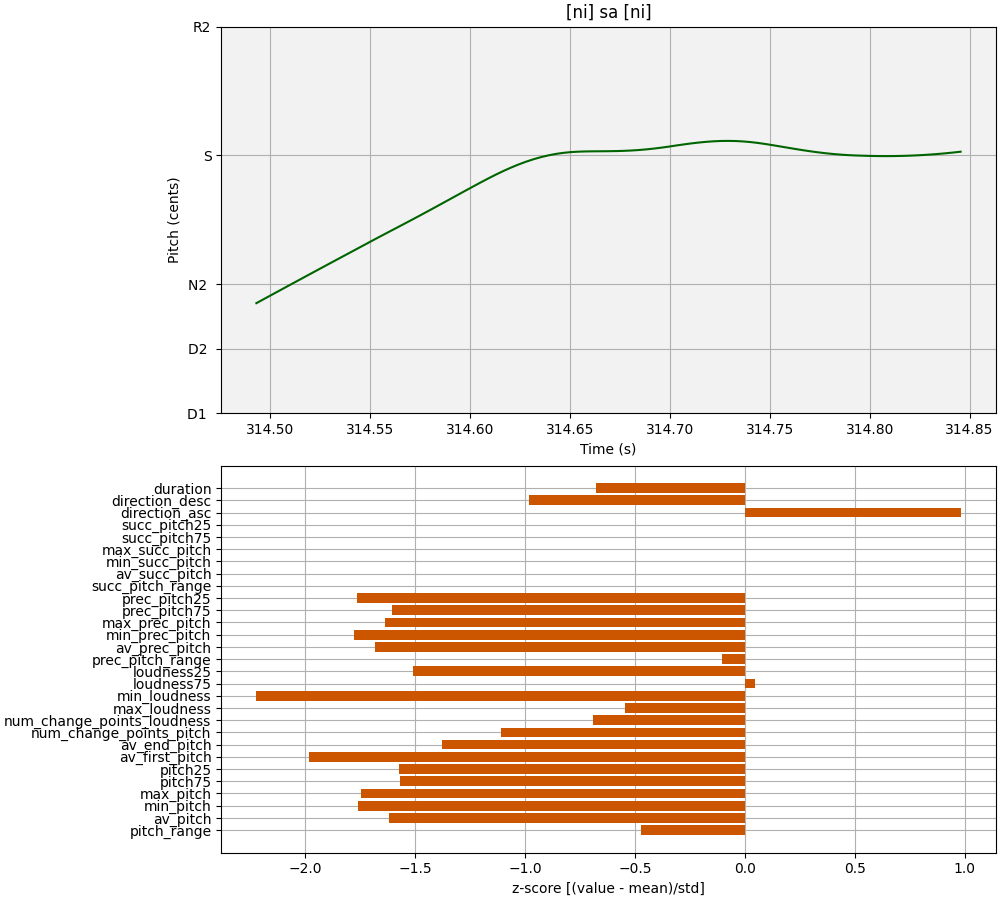 [ni] sa [ni]
R2
S
N2
D2
D1
Pitch (cents)
314.50 314.55 314.60 314.65 314.70 314.75 314.80 314.85
Time (s)
duration
direction_desc
direction_asc
succ_pitch25
succ_pitch75
max_succ_pitch
min_succ_pitch
av_succ_pitch
succ_pitch_range
prec_pitch25
prec_pitch75
max_prec_pitch
min_prec_pitch
av_prec_pitch
prec_pitch_range
loudness25
loudness75
min_loudness
max_loudness
num_change_points_loudness
num_change_points_pitch
av_end_pitch
av_first_pitch
pitch25
pitch75
max_pitch
min_pitch
av_pitch
pitch_range
−2.0 −1.5 −1.0 −0.5 0.0 0.5 1.0
z-score [(value - mean)/std]